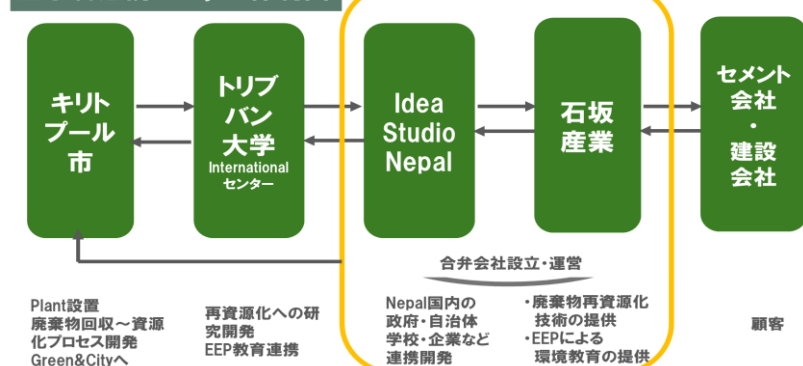 キリト
プール
市
トリブ
バン
大学
International
センター
Idea
Studio
Nepal
石坂
産業
セメント
会社
・
建設
会社
合弁会社設立・運営
Plant設置
廃棄物回収～資源
化プロセス開発
Green&Cityへ
再資源化への研
究開発
EEP教育連携
Nepal国内の
政府・自治体
学校・企業など
連携開発
・廃棄物再資源化
技術の提供
・EEPによる
環境教育の提供
顧客